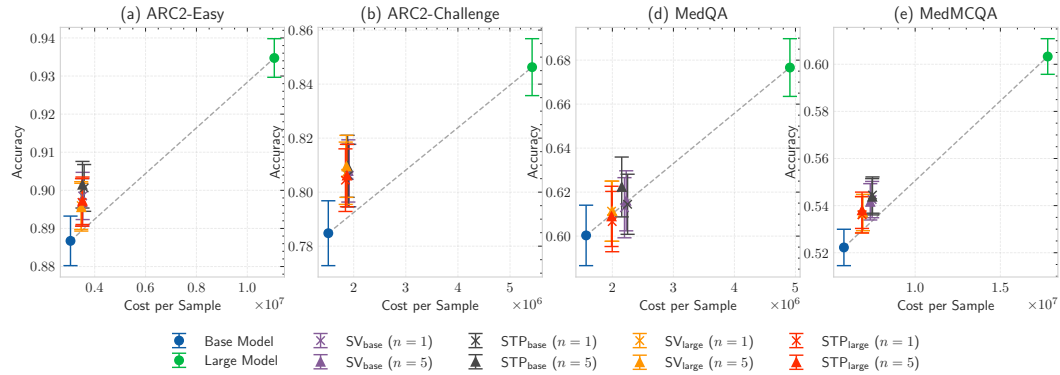 (a) ARC2-Easy
(b) ARC2-Challenge
(d) MedQA
(e) MedMCQA
0.94
0.93
0.92
0.91
0.90
0.89
0.88
Accuracy
0.4 0.6 0.8 1.0
×10⁷
Cost per Sample
0.86
0.84
0.82
0.80
0.78
Accuracy
2 3 4 5
×10⁶
Cost per Sample
0.68
0.66
0.64
0.62
0.60
Accuracy
2 3 4 5
×10⁶
Cost per Sample
0.60
0.58
0.56
0.54
0.52
Accuracy
1.0 1.5
×10⁷
Cost per Sample
Base Model SV_base (n = 1) STP_base (n = 1) SV_large (n = 1) STP_large (n = 1)
Large Model SV_base (n = 5) STP_base (n = 5) SV_large (n = 5) STP_large (n = 5)